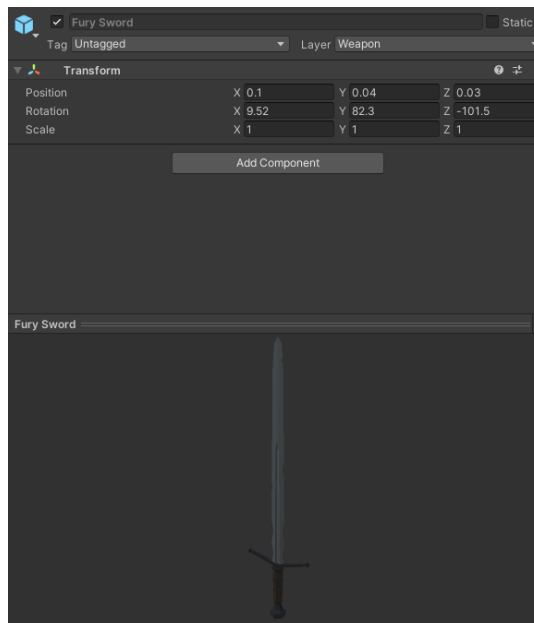 Fury Sword Static
Tag Untagged Layer Weapon
Transform
Position X 0.1 Y 0.04 Z 0.03
Rotation X 9.52 Y 82.3 Z -101.5
Scale X 1 Y 1 Z 1
Add Component
Fury Sword